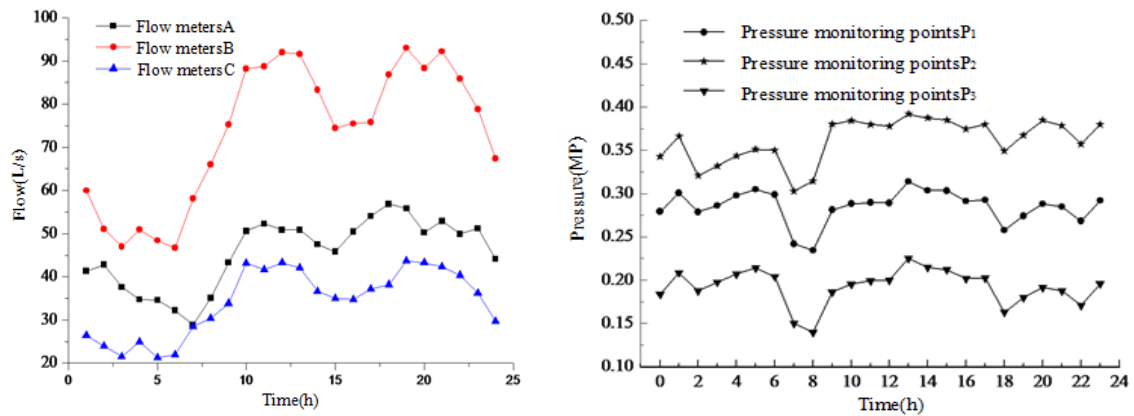 100
90
80
70
60
50
40
30
20
Flow(L/s)
Flow metersA
Flow metersB
Flow metersC
0 5 10 15 20 25
Time(h)
0.50
0.45
0.40
0.35
0.30
0.25
0.20
0.15
0.10
Pressure(MP)
Pressure monitoring pointsP₁
Pressure monitoring pointsP₂
Pressure monitoring pointsP₃
0 2 4 6 8 10 12 14 16 18 20 22 24
Time(h)